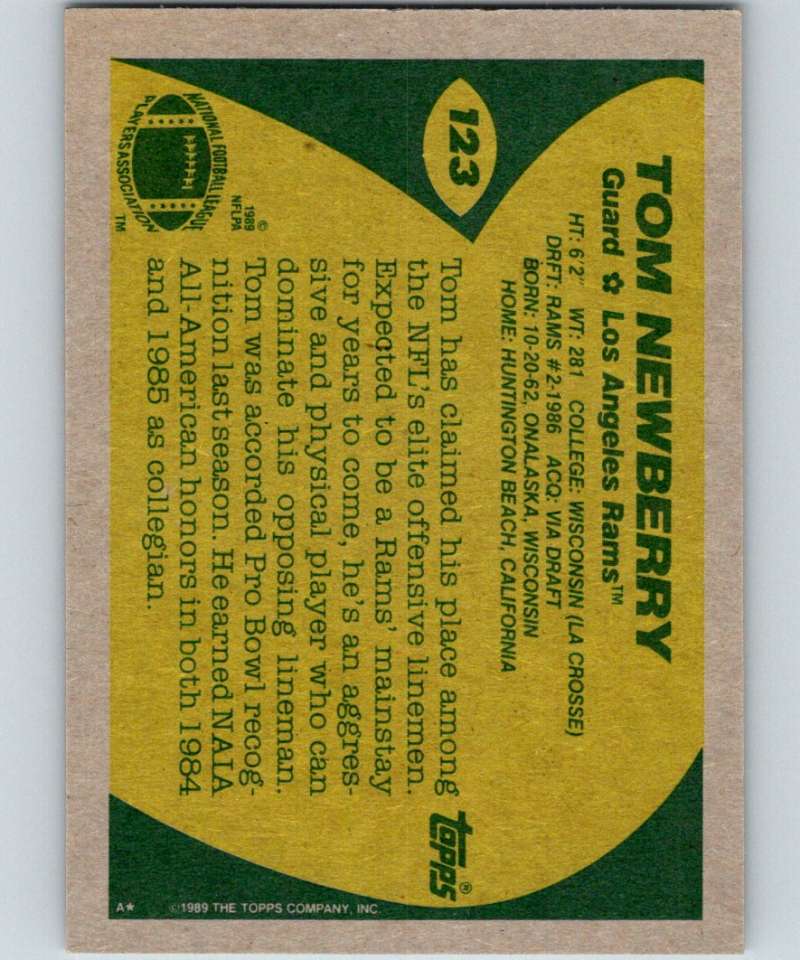 123
TOM NEWBERRY
Guard ✿ Los Angeles Rams™
HT: 6'2" WT: 281 COLLEGE: WISCONSIN (LA CROSSE)
DRFT: RAMS #2-1986 ACQ: VIA DRAFT
BORN: 10-20-62, ONALASKA, WISCONSIN
HOME: HUNTINGTON BEACH, CALIFORNIA
Tom has claimed his place among
the NFL's elite offensive linemen.
Expected to be a Rams' mainstay
for years to come, he's an aggres-
sive and physical player who can
dominate his opposing lineman.
Tom was accorded Pro Bowl recog-
nition last season. He earned NAIA
All-American honors in both 1984
and 1985 as collegian.
NATIONAL FOOTBALL LEAGUE
PLAYERS ASSOCIATION
TM
©
1989
NFLPA
topps®
A★ ©1989 THE TOPPS COMPANY, INC.